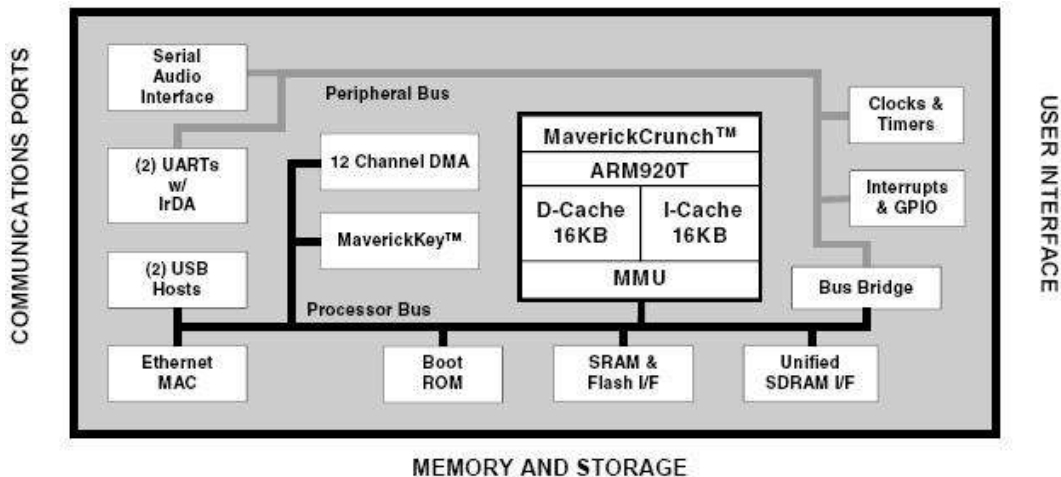 COMMUNICATIONS PORTS
Serial
Audio
Interface
(2) UARTs
w/
IrDA
(2) USB
Hosts
Ethernet
MAC
Peripheral Bus
12 Channel DMA
MaverickKey™
Processor Bus
Boot
ROM
MaverickCrunch™
ARM920T
D-Cache
16KB
I-Cache
16KB
MMU
SRAM &
Flash I/F
Unified
SDRAM I/F
Clocks &
Timers
Interrupts
& GPIO
Bus Bridge
USER INTERFACE
MEMORY AND STORAGE